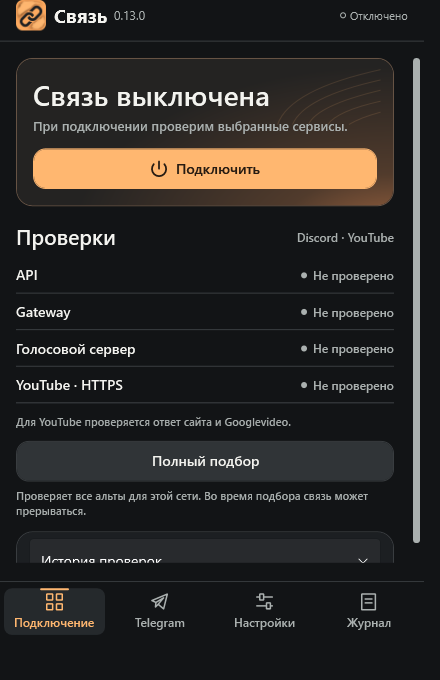 Связь 0.13.0
Отключено
Связь выключена
При подключении проверим выбранные сервисы.
Подключить
Проверки
Discord · YouTube
API
Не проверено
Gateway
Не проверено
Голосовой сервер
Не проверено
YouTube · HTTPS
Не проверено
Для YouTube проверяется ответ сайта и Googlevideo.
Полный подбор
Проверяет все альты для этой сети. Во время подбора связь может
прерываться.
История проверок
Подключение
Telegram
Настройки
Журнал